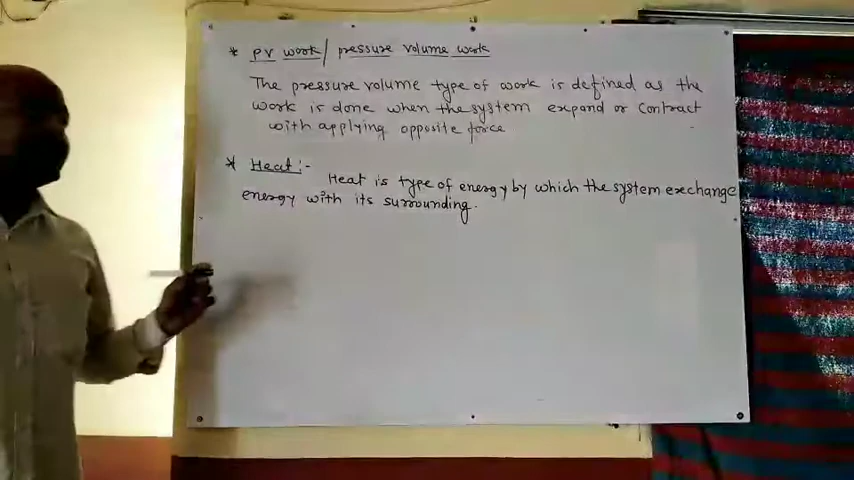 * PV work/ pressure volume work
The pressure volume type of work is defined as the
work is done when the system expand or contract
with applying opposite force
* Heat :-
Heat is type of energy by which the system exchange
energy with its surrounding.